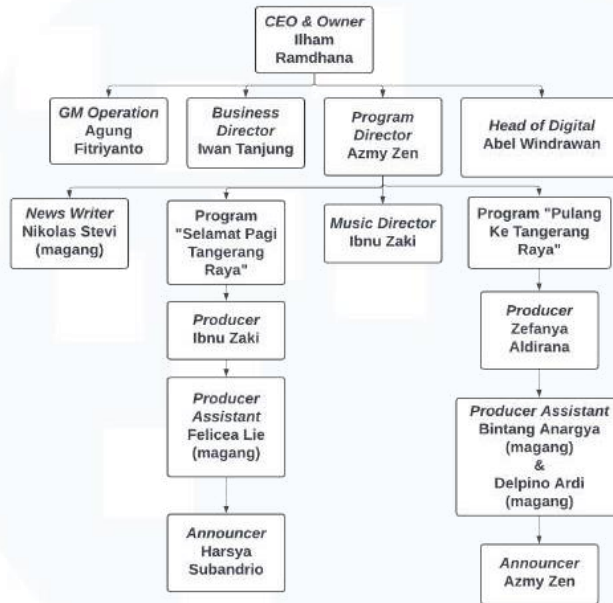 CEO & Owner
Ilham
Ramdhana
GM Operation
Agung
Fitriyanto
Business
Director
Iwan Tanjung
Program
Director
Azmy Zen
Head of Digital
Abel Windrawan
News Writer
Nikolas Stevi
(magang)
Program
"Selamat Pagi
Tangerang
Raya"
Music Director
Ibnu Zaki
Program "Pulang
Ke Tangerang
Raya"
Producer
Ibnu Zaki
Producer
Zefanya
Aldirana
Producer
Assistant
Felicea Lie
(magang)
Producer Assistant
Bintang Anargya
(magang)
&
Delpino Ardi
(magang)
Announcer
Harsya
Subandrio
Announcer
Azmy Zen